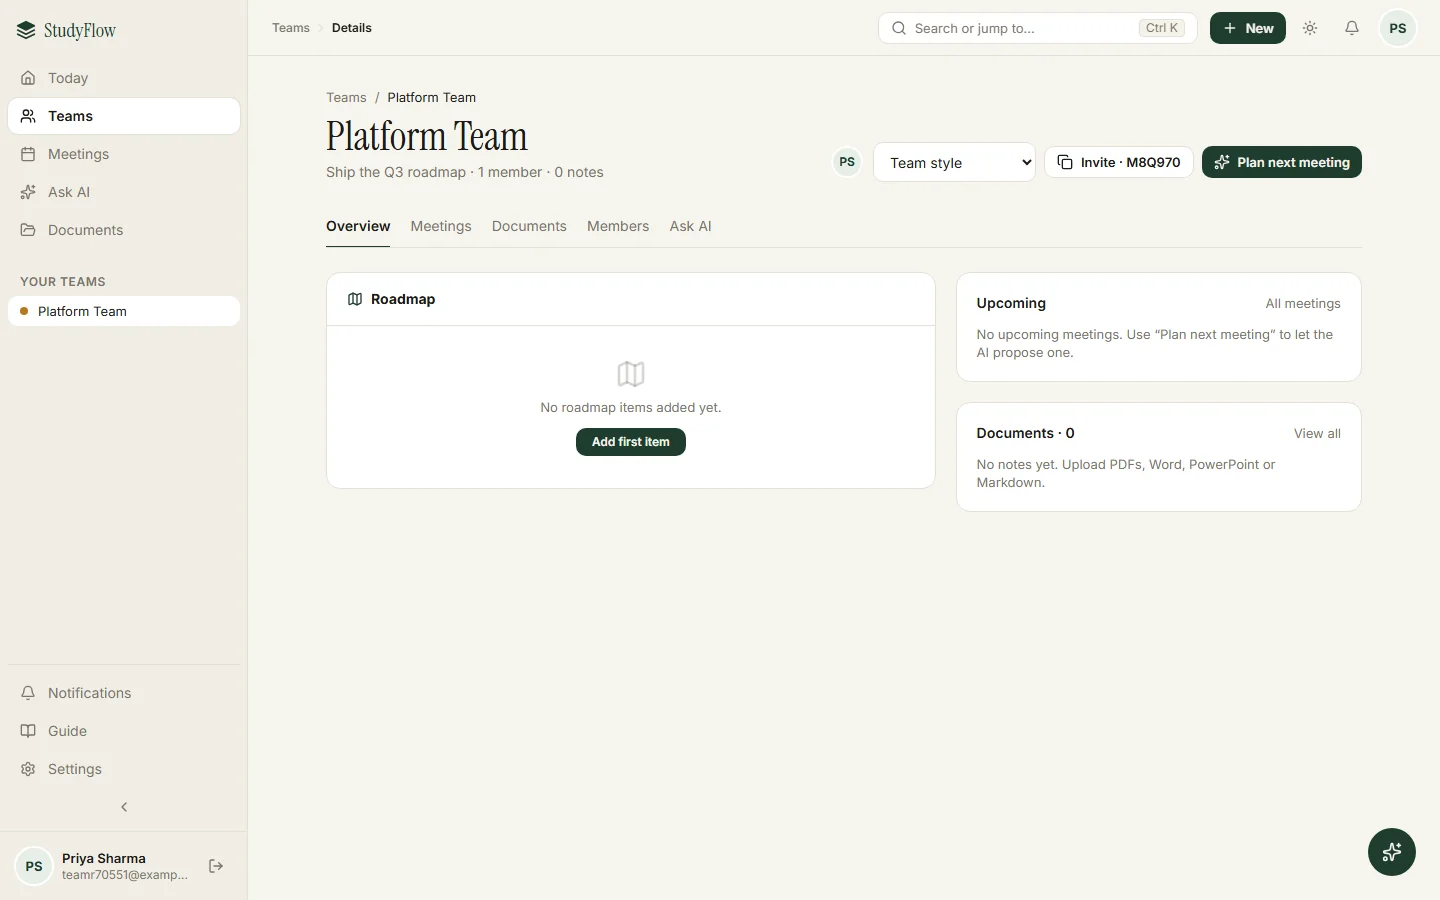 StudyFlow
Today
Teams
Meetings
Ask AI
Documents
YOUR TEAMS
Platform Team
Notifications
Guide
Settings
PS
Priya Sharma
teamr70551@examp...
Teams
Details
Search or jump to...
Ctrl K
New
PS
Teams / Platform Team
Platform Team
Ship the Q3 roadmap · 1 member · 0 notes
PS
Team style
Invite · M8Q970
Plan next meeting
Overview
Meetings
Documents
Members
Ask AI
Roadmap
No roadmap items added yet.
Add first item
Upcoming
All meetings
No upcoming meetings. Use “Plan next meeting” to let the
AI propose one.
Documents · 0
View all
No notes yet. Upload PDFs, Word, PowerPoint or
Markdown.